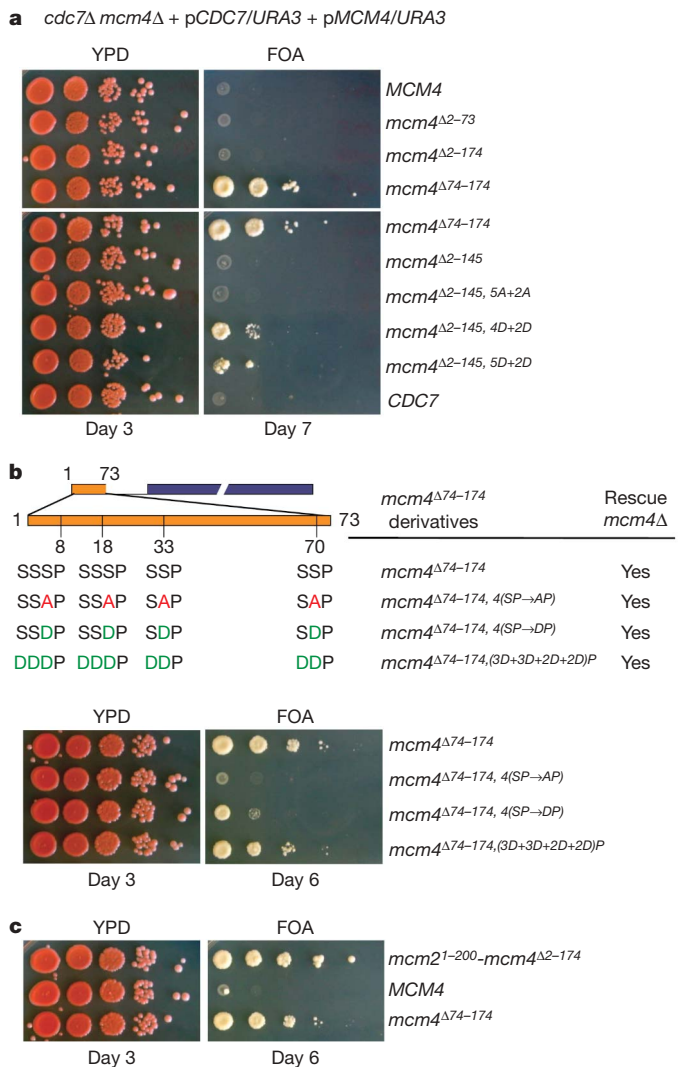 a cdc7Δ mcm4Δ + pCDC7/URA3 + pMCM4/URA3
YPD FOA
MCM4
mcm4Δ2–73
mcm4Δ2–174
mcm4Δ74–174
mcm4Δ74–174
mcm4Δ2–145
mcm4Δ2–145, 5A+2A
mcm4Δ2–145, 4D+2D
mcm4Δ2–145, 5D+2D
CDC7
Day 3 Day 7
b
1 73
1 73
8 18 33 70
mcm4Δ74–174 derivatives Rescue mcm4Δ
SSSP SSSP SSP SSP mcm4Δ74–174 Yes
SSAP SSAP SAP SAP mcm4Δ74–174, 4(SP→AP) Yes
SSDP SSDP SDP SDP mcm4Δ74–174, 4(SP→DP) Yes
DDDP DDDP DDP DDP mcm4Δ74–174,(3D+3D+2D+2D)P Yes
YPD FOA
mcm4Δ74–174
mcm4Δ74–174, 4(SP→AP)
mcm4Δ74–174, 4(SP→DP)
mcm4Δ74–174,(3D+3D+2D+2D)P
Day 3 Day 6
c
YPD FOA
mcm21–200-mcm4Δ2–174
MCM4
mcm4Δ74–174
Day 3 Day 6